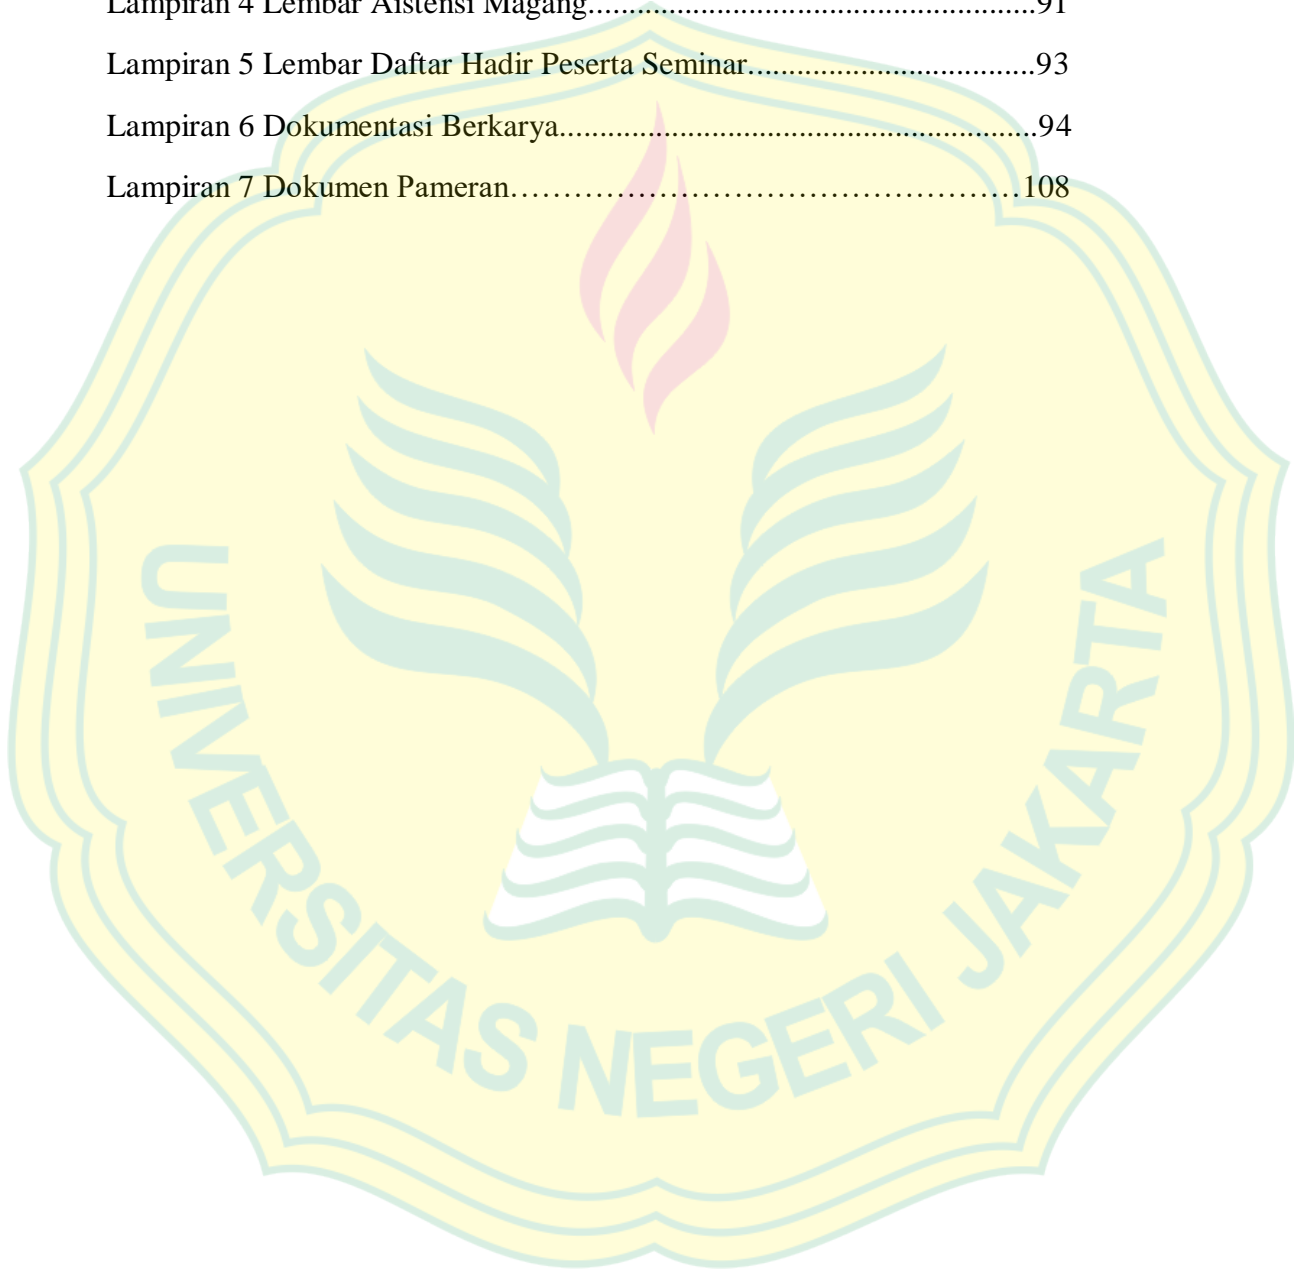 Lampiran 4 Lembar Aistensi Magang........................................................91
Lampiran 5 Lembar Daftar Hadir Peserta Seminar....................................93
Lampiran 6 Dokumentasi Berkarya............................................................94
Lampiran 7 Dokumen Pameran…………………………………………108
UNIVERSITAS NEGERI JAKARTA